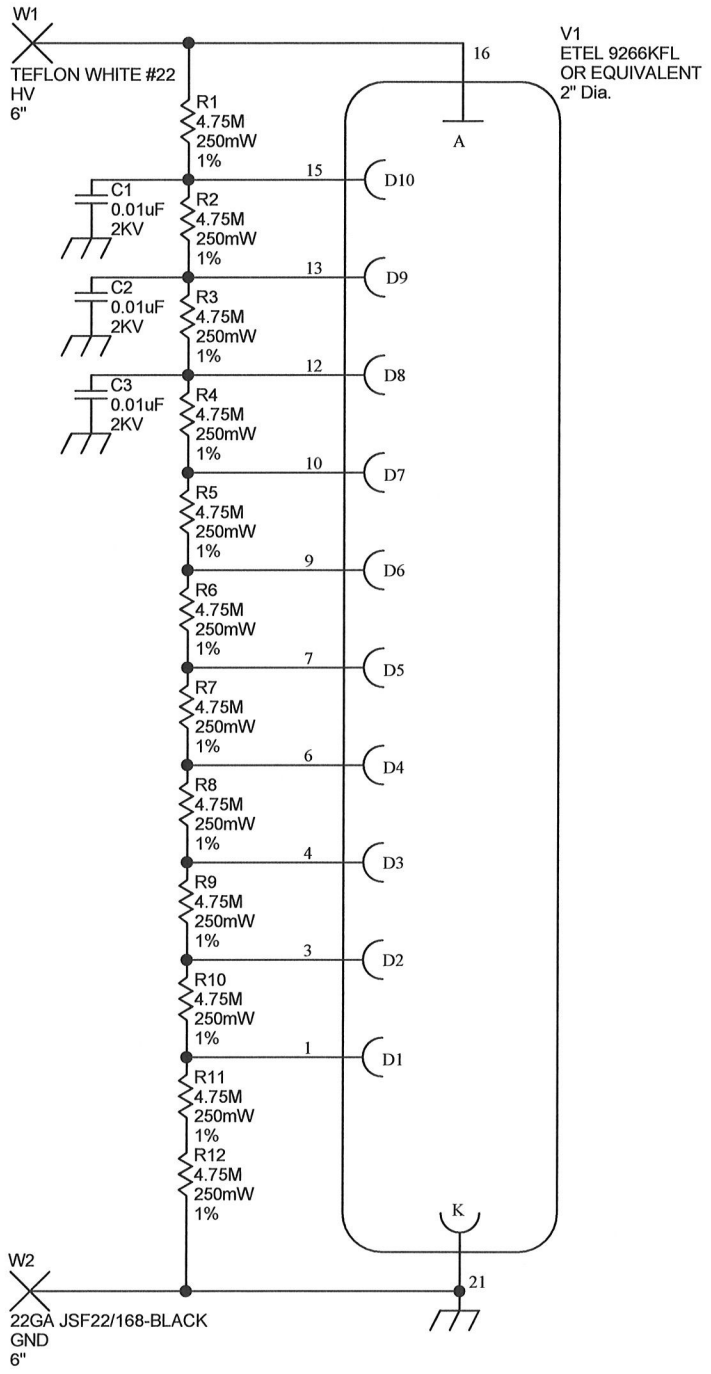 W1
TEFLON WHITE #22
HV
6"
V1
ETEL 9266KFL
OR EQUIVALENT
2" Dia.
16
A
R1
4.75M
250mW
1%
15
D10
C1
0.01uF
2KV
R2
4.75M
250mW
1%
13
D9
C2
0.01uF
2KV
R3
4.75M
250mW
1%
12
D8
C3
0.01uF
2KV
R4
4.75M
250mW
1%
10
D7
R5
4.75M
250mW
1%
9
D6
R6
4.75M
250mW
1%
7
D5
R7
4.75M
250mW
1%
6
D4
R8
4.75M
250mW
1%
4
D3
R9
4.75M
250mW
1%
3
D2
R10
4.75M
250mW
1%
1
D1
R11
4.75M
250mW
1%
R12
4.75M
250mW
1%
K
21
W2
22GA JSF22/168-BLACK
GND
6"